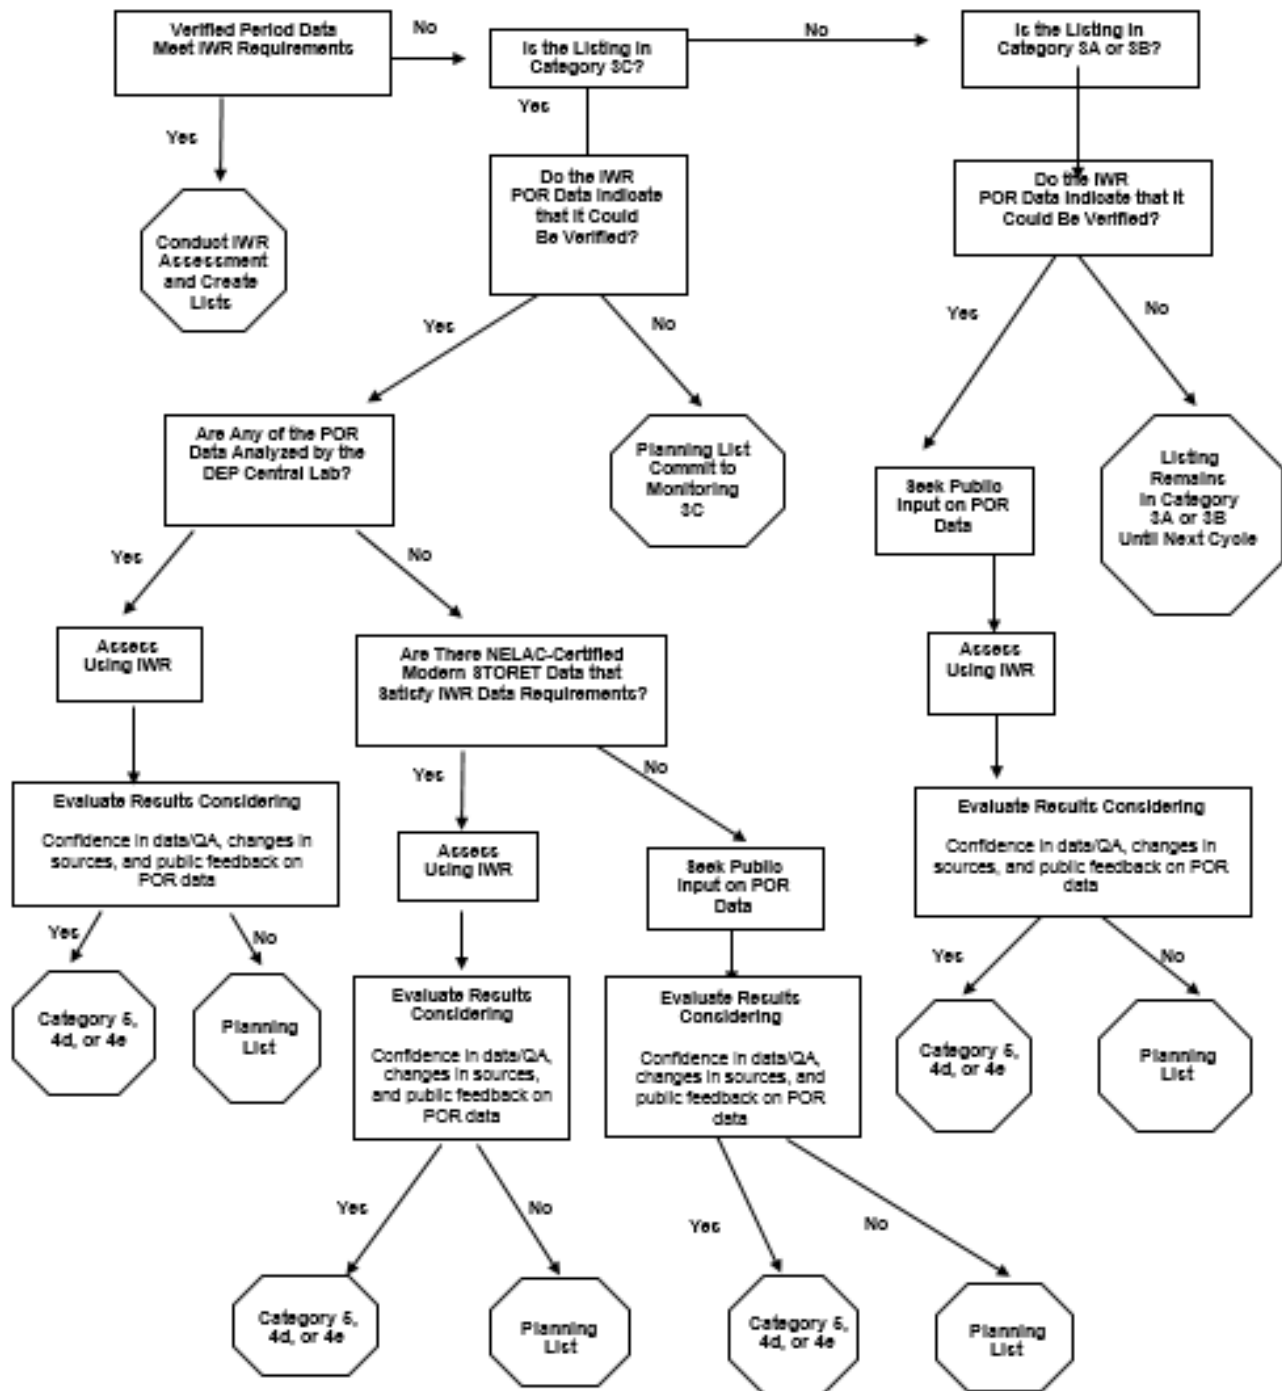 Verified Period Data
Meet IWR Requirements
No
Is the Listing in
Category 3C?
No
Is the Listing in
Category 3A or 3B?
Yes
Yes
Do the IWR
POR Data Indicate
that It Could
Be Verified?
Do the IWR
POR Data Indicate that It
Could Be Verified?
Conduct IWR
Assessment
and Create
Lists
Yes
No
Yes
No
Are Any of the POR
Data Analyzed by the
DEP Central Lab?
Planning List
Commit to
Monitoring
3C
Seek Public
Input on POR
Data
Listing
Remains
In Category
3A or 3B
Until Next Cycle
Yes
No
Assess
Using IWR
Are There NELAC-Certified
Modern STORET Data that
Satisfy IWR Data Requirements?
Assess
Using IWR
Yes
No
Evaluate Results Considering
Confidence in data/QA, changes in
sources, and public feedback on
POR data
Assess
Using IWR
Seek Public
Input on POR
Data
Evaluate Results Considering
Confidence in data/QA, changes in
sources, and public feedback on POR
data
Yes
No
Category 5,
4d, or 4e
Planning
List
Evaluate Results
Considering
Confidence in data/QA,
changes in sources,
and public feedback on
POR data
Evaluate Results
Considering
Confidence in data/QA,
changes in sources, and
public feedback on POR
data
Yes
No
Category 5,
4d, or 4e
Planning
List
Yes
No
Yes
No
Category 5,
4d, or 4e
Planning
List
Category 5,
4d, or 4e
Planning
List